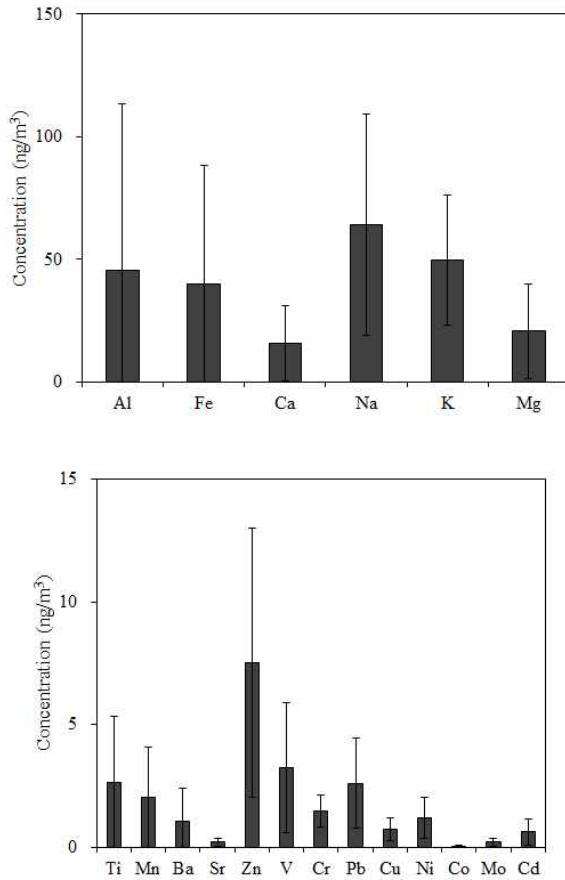 150
100
50
0
Concentration (ng/m³)
Al Fe Ca Na K Mg
15
10
5
0
Concentration (ng/m³)
Ti Mn Ba Sr Zn V Cr Pb Cu Ni Co Mo Cd